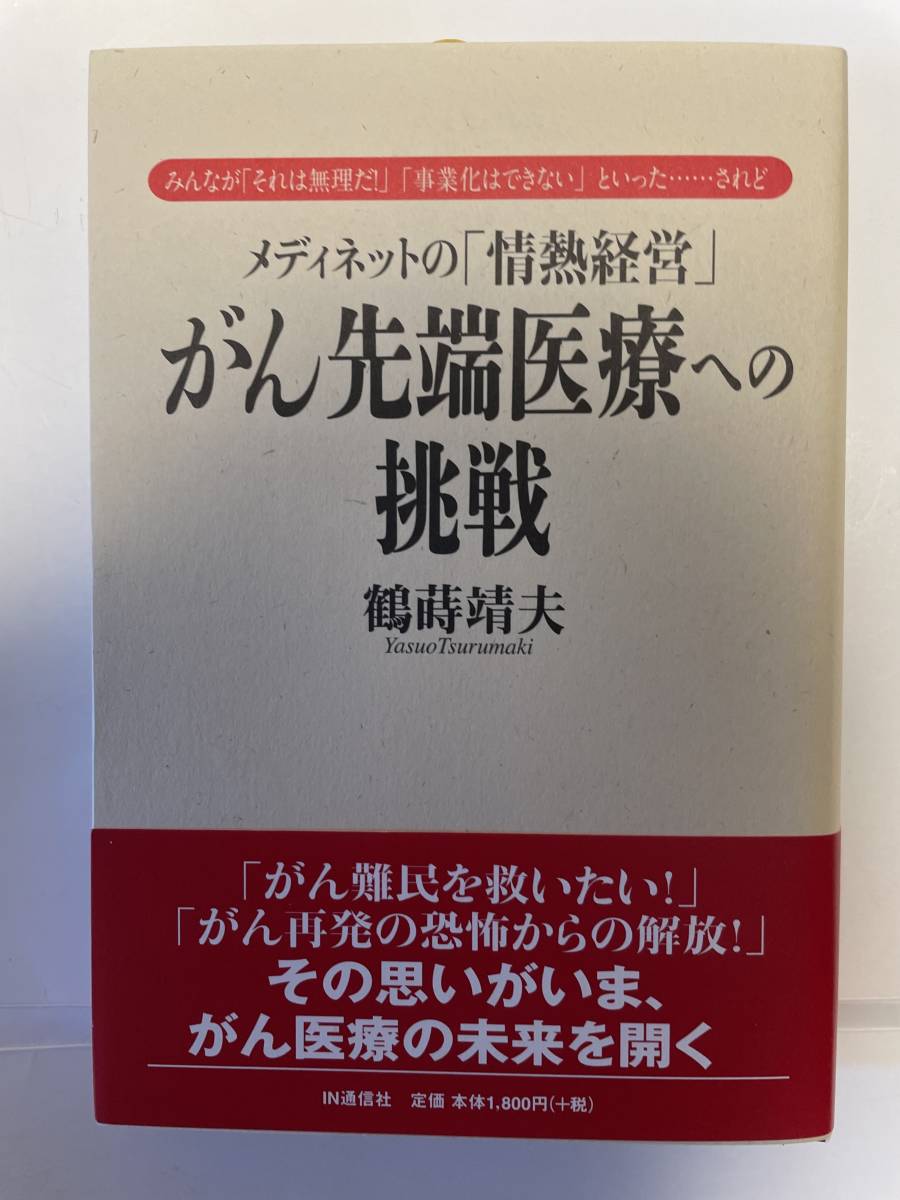 みんなが「それは無理だ!」「事業化はできない」といった……されど
メディネットの「情熱経営」
がん先端医療への
挑戦
鶴蒔靖夫
YasuoTsurumaki
「がん難民を救いたい!」
「がん再発の恐怖からの解放!」
その思いがいま、
がん医療の未来を開く
IN通信社 定価 本体1,800円(+税)